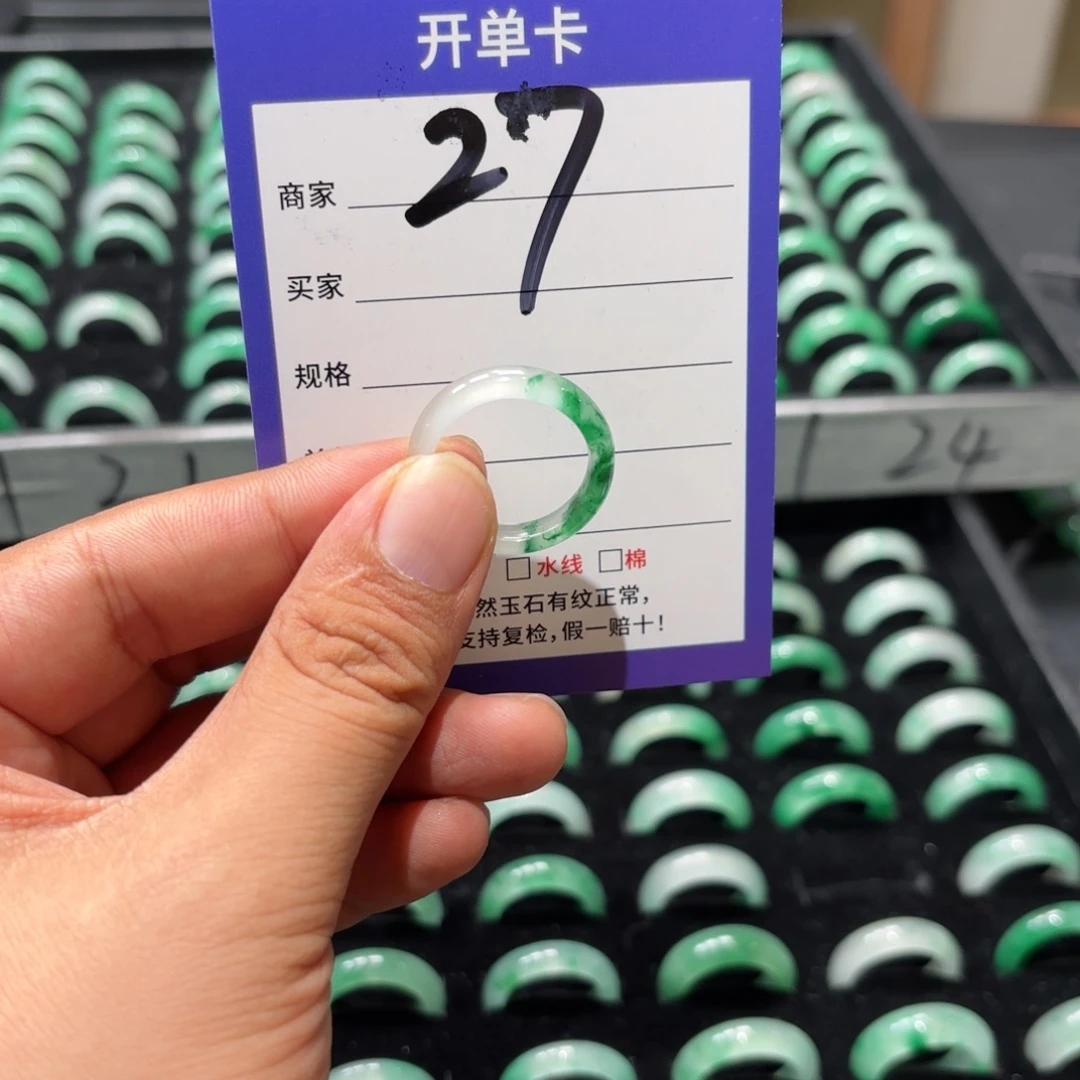 开单卡
27
商家
买家
规格
□水线 □棉
然玉石有纹正常，
支持复检，假一赔十！
21
24